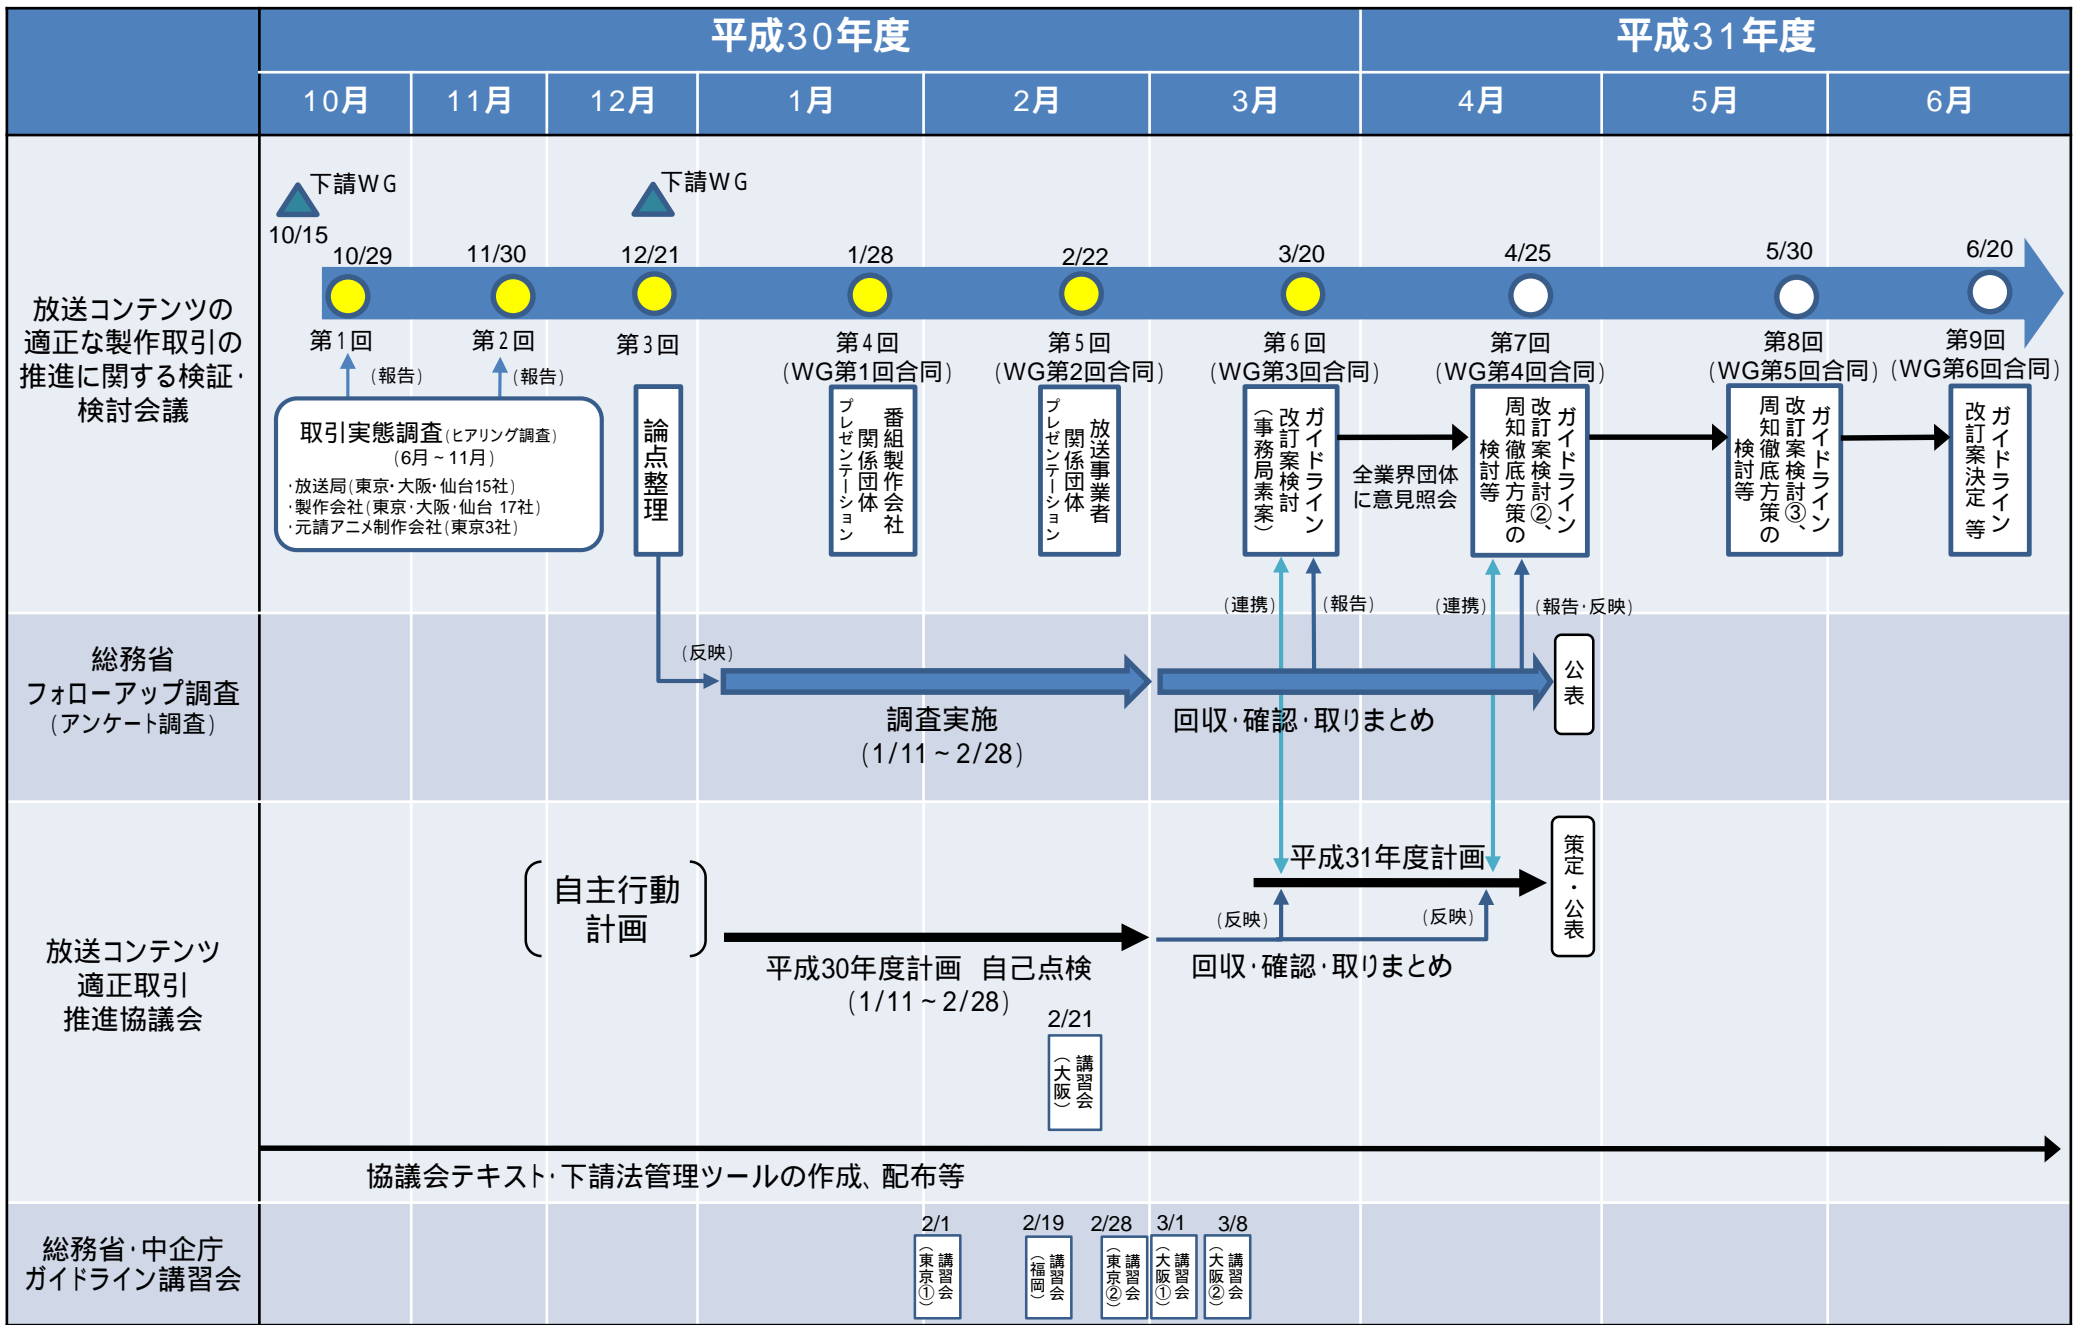 平成30年度
平成31年度
10月
11月
12月
1月
2月
3月
4月
5月
6月
放送コンテンツの
適正な製作取引の
推進に関する検証・
検討会議
下請WG
10/15
下請WG
10/29
11/30
12/21
1/28
2/22
3/20
4/25
5/30
6/20
第1回
第2回
第3回
第4回
(WG第1回合同)
第5回
(WG第2回合同)
第6回
(WG第3回合同)
第7回
(WG第4回合同)
第8回
(WG第5回合同)
第9回
(WG第6回合同)
(報告)
(報告)
取引実態調査(ヒアリング調査)
(6月～11月)
・放送局(東京・大阪・仙台15社)
・製作会社(東京・大阪・仙台 17社)
・元請アニメ制作会社(東京3社)
論点整理
番組製作会社
関係団体
プレゼンテーション
放送事業者
関係団体
プレゼンテーション
ガイドライン
改訂案検討
(事務局素案)
全業界団体
に意見照会
ガイドライン
改訂案検討②、
周知徹底方策の
検討等
ガイドライン
改訂案検討③、
周知徹底方策の
検討等
ガイドライン
改訂案決定 等
(連携)
(報告)
(連携)
(報告・反映)
総務省
フォローアップ調査
(アンケート調査)
(反映)
調査実施
(1/11～2/28)
回収・確認・取りまとめ
公表
放送コンテンツ
適正取引
推進協議会
自主行動
計画
平成30年度計画 自己点検
(1/11～2/28)
平成31年度計画
(反映)
(反映)
回収・確認・取りまとめ
策定・公表
2/21
講習会
(大阪)
協議会テキスト・下請法管理ツールの作成、配布等
総務省・中企庁
ガイドライン講習会
2/1
講習会
(東京①)
2/19
講習会
(福岡)
2/28
講習会
(東京②)
3/1
講習会
(大阪①)
3/8
講習会
(大阪②)